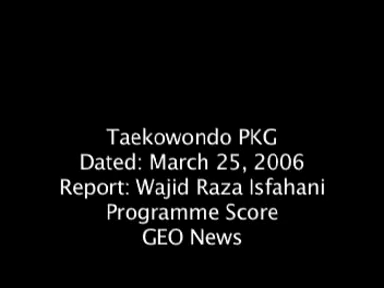 Taekowondo PKG
Dated: March 25, 2006
Report: Wajid Raza Isfahani
Programme Score
GEO News